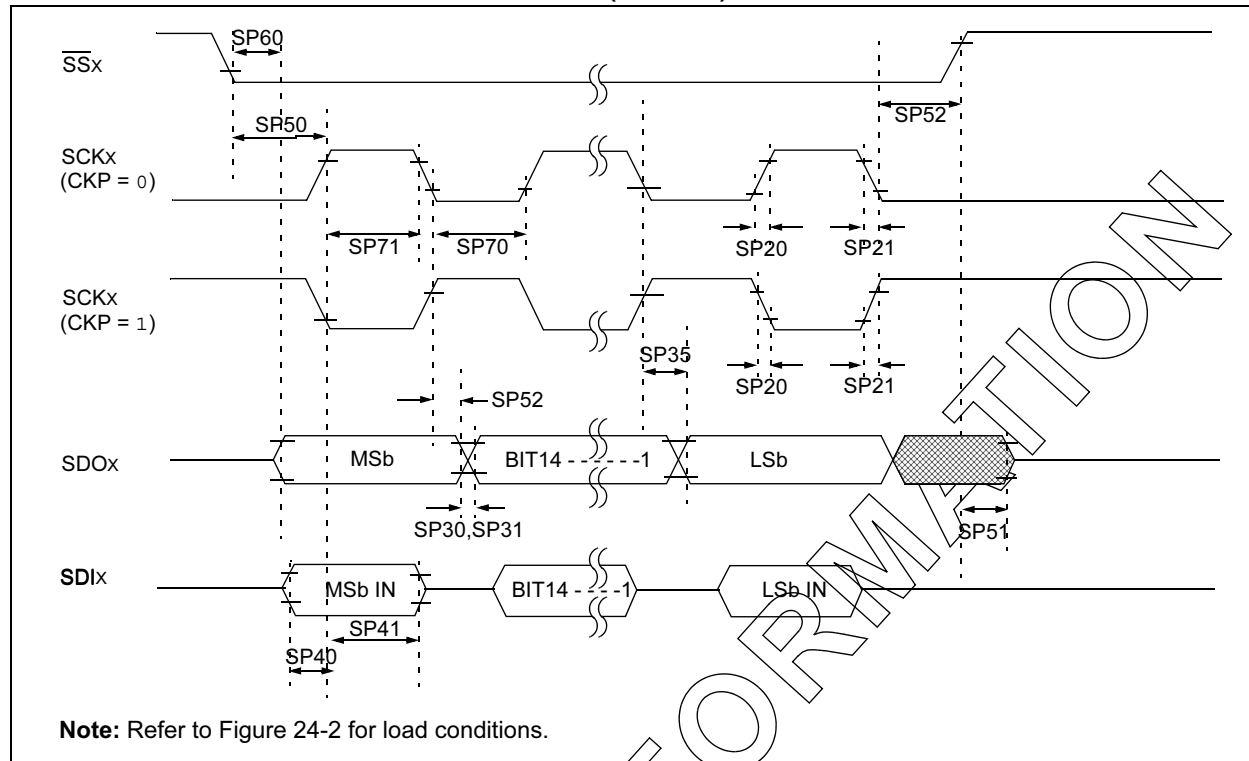 SP60
SSx
SP50
SP52
SCKx
(CKP = 0)
SP71
SP70
SP20
SP21
SCKx
(CKP = 1)
SP35
SP20
SP21
SP52
SDOx
MSb
BIT14 - - - - - -1
LSb
SP30,SP31
SP51
SDIx
MSb IN
BIT14 - - - -1
LSb IN
SP41
SP40
Note: Refer to Figure 24-2 for load conditions.
FORMATION